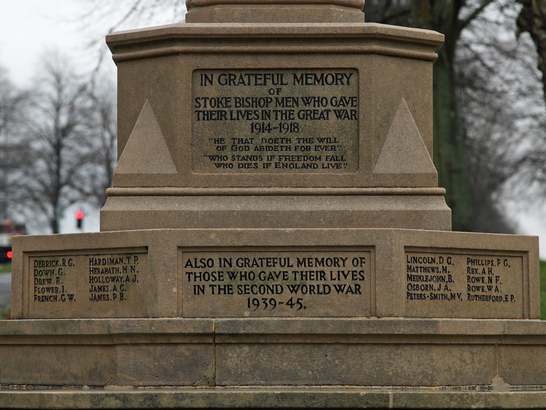 IN GRATEFUL MEMORY
OF
STOKE BISHOP MEN WHO GAVE
THEIR LIVES IN THE GREAT WAR
1914-1918.
"HE THAT DOETH THE WILL
OF GOD ABIDETH FOR EVER"
"WHO STANDS IF FREEDOM FALL
WHO DIES IF ENGLAND LIVE."
DERRICK, R.G.
DOWN, G.
DREW, R.
FLOWER, I.
FRENCH, G.W.
HARDIMAN, T.P.
HERAPATH, H.N.
HOLLOWAY, A.J.
JAMES, A.G.
JAMES, P.B.
ALSO IN GRATEFUL MEMORY OF
THOSE WHO GAVE THEIR LIVES
IN THE SECOND WORLD WAR
1939-45.
LINCOLN, D.G.
MATTHEWS, N.
MEIKLEJOHN, B.
OSBORN, J.A.
PETERS-SMITH, M.V.
PHILLIPS, F.G.
REX, A.H.
ROWE, N.F.
ROWE, W.A.
RUTHERFORD, E.P.